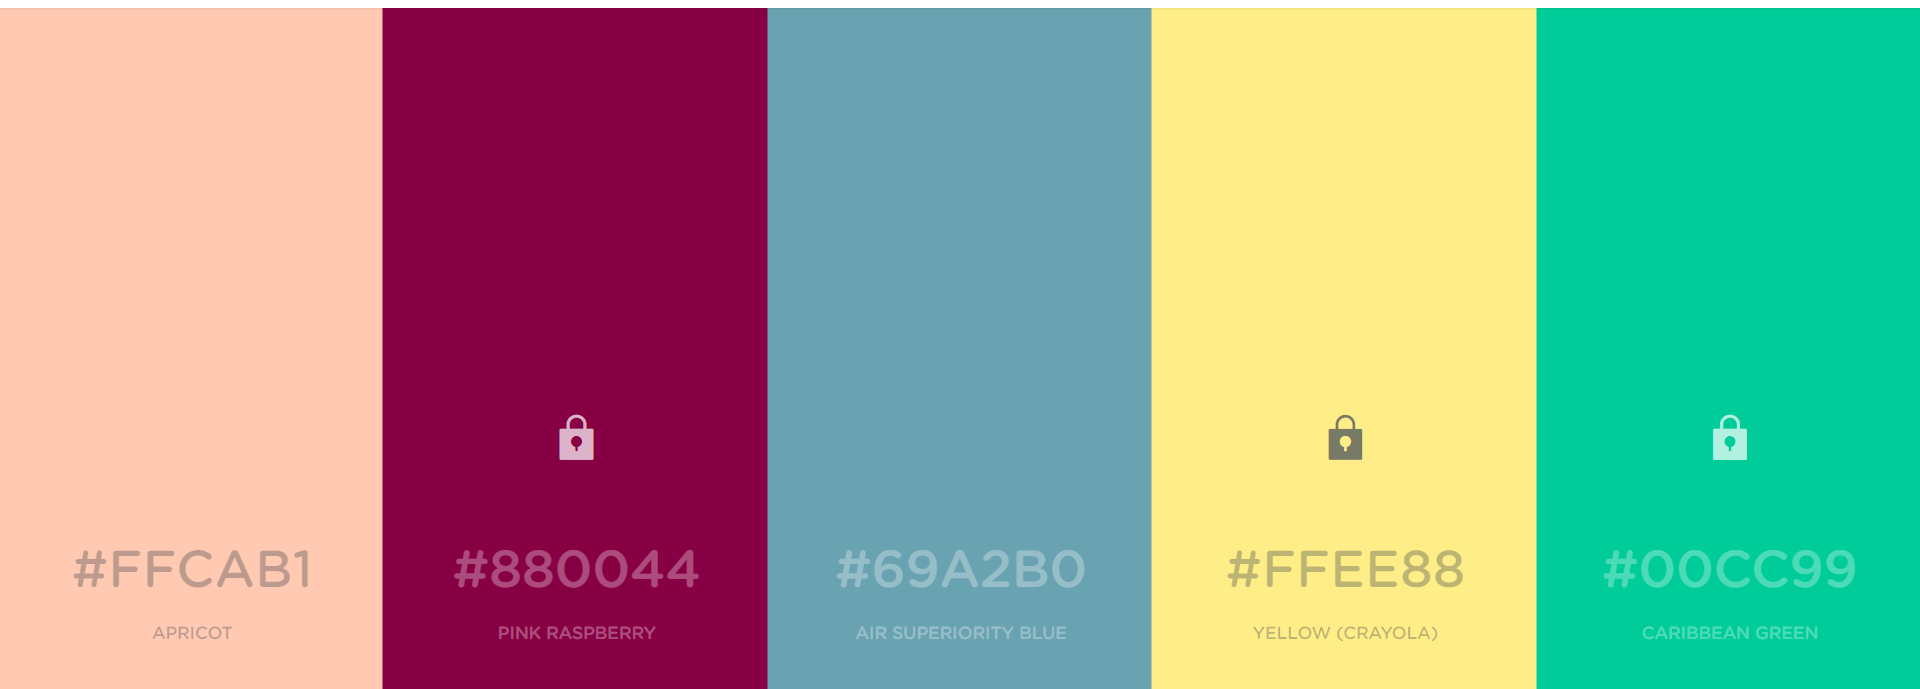 #FFCAB1
APRICOT
#880044
PINK RASPBERRY
#69A2B0
AIR SUPERIORITY BLUE
#FFEE88
YELLOW (CRAYOLA)
#00CC99
CARIBBEAN GREEN